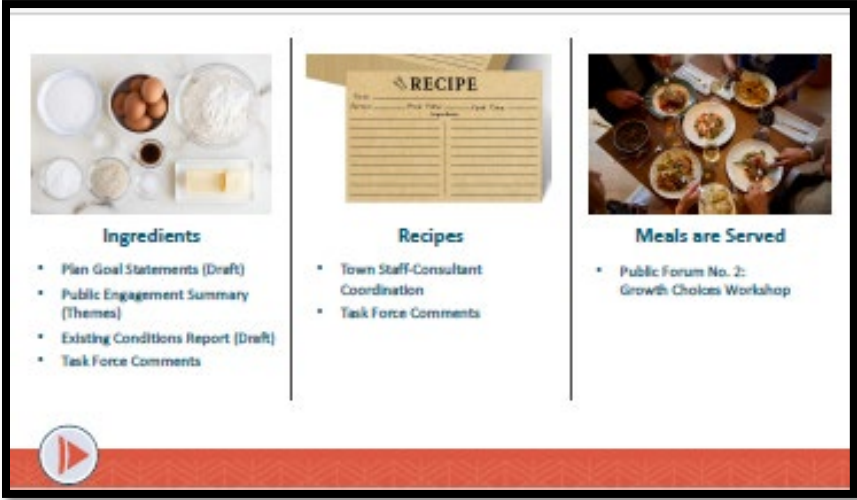 RECIPE
Ingredients
Plan Goal Statements (Draft)
Public Engagement Summary
(Themes)
Existing Conditions Report (Draft)
Task Force Comments
Recipes
Town Staff-Consultant
Coordination
Task Force Comments
Meals are Served
Public Forum No. 2:
Growth Choices Workshop